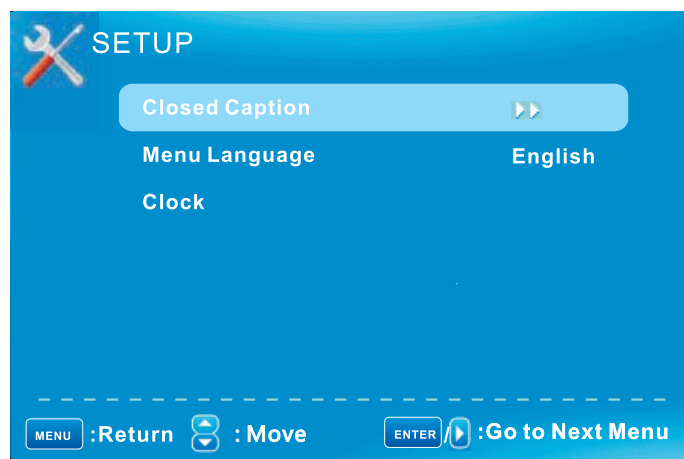 SETUP
Closed Caption
Menu Language English
Clock
MENU :Return : Move ENTER / :Go to Next Menu